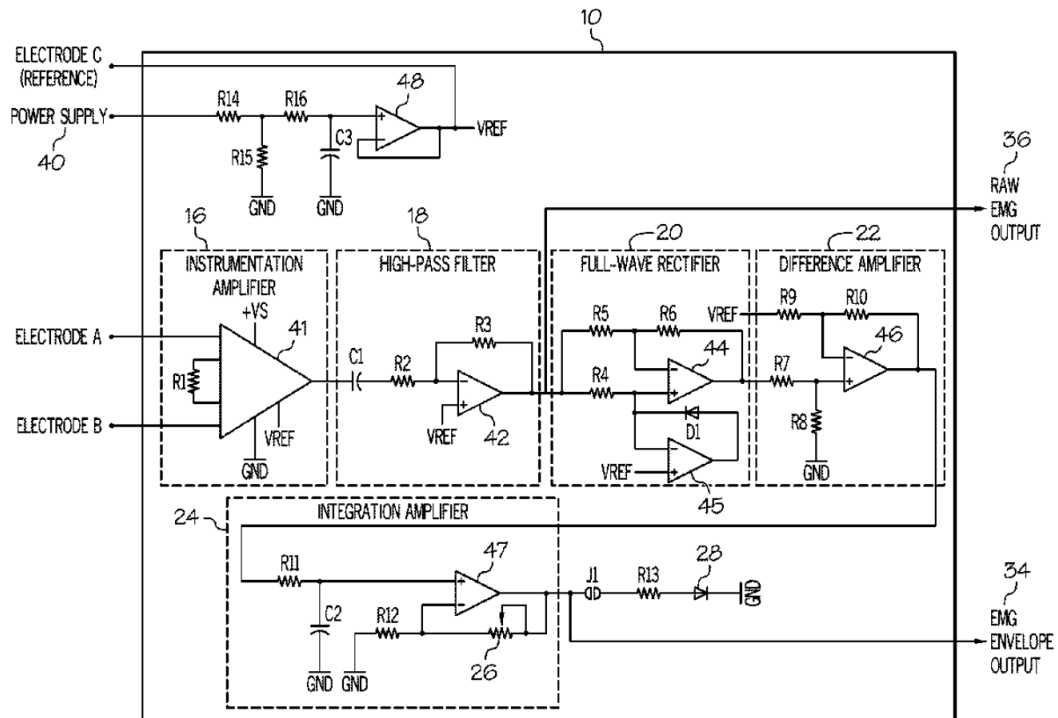 10
ELECTRODE C
(REFERENCE)
POWER SUPPLY
40
R14
R16
R15
C3
GND
GND
48
VREF
36
RAW
EMG
OUTPUT
16
INSTRUMENTATION
AMPLIFIER
+VS
41
ELECTRODE A
R1
ELECTRODE B
VREF
GND
18
HIGH-PASS FILTER
C1
R2
R3
VREF
42
20
FULL-WAVE RECTIFIER
R5
R6
R4
44
D1
VREF
45
22
DIFFERENCE AMPLIFIER
VREF
R9
R10
R7
R8
46
GND
24
INTEGRATION AMPLIFIER
R11
C2
R12
47
26
GND
GND
J1
R13
28
GND
34
EMG
ENVELOPE
OUTPUT